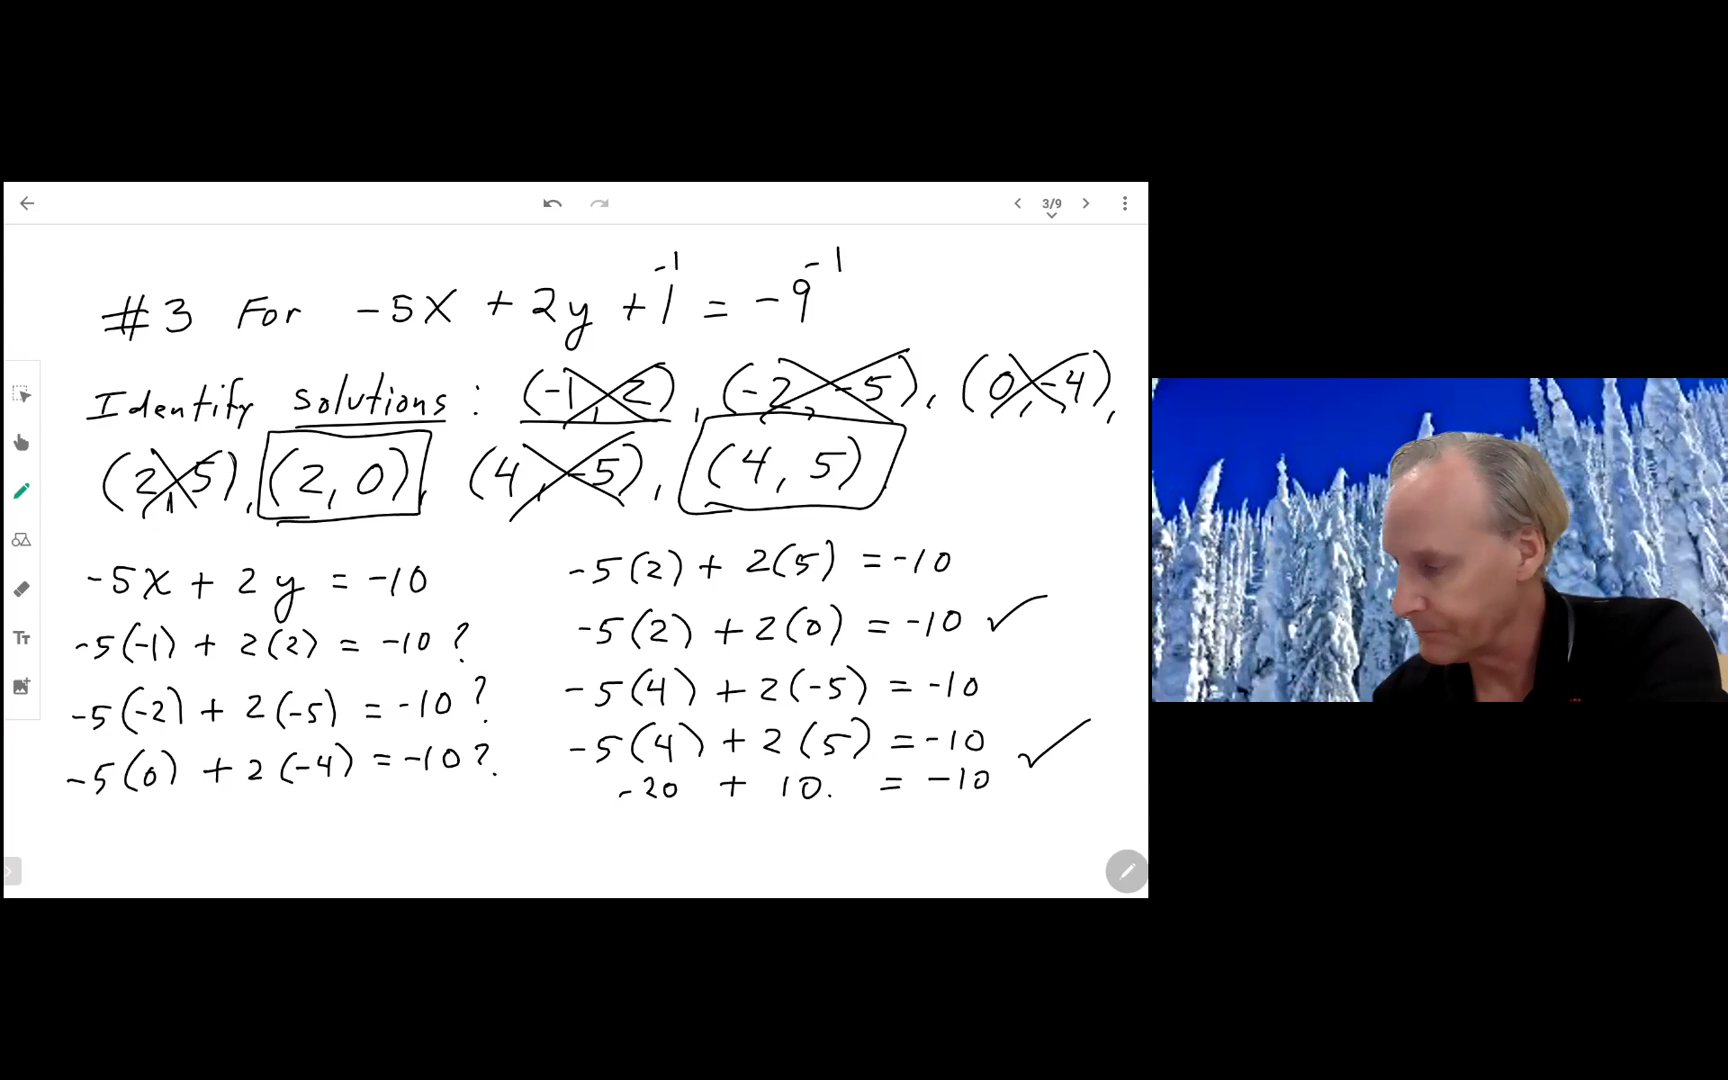 3/9
-1 -1
#3 For -5x + 2y + 1 = -9
Identify solutions: (-1, 2), (-2, -5), (0, -4),
(2, 5), (2, 0), (4, -5), (4, 5)
-5x + 2y = -10
-5(-1) + 2(2) = -10 ?
-5(-2) + 2(-5) = -10 ?
-5(0) + 2(-4) = -10 ?.
-5(2) + 2(5) = -10
-5(2) + 2(0) = -10 ✓
-5(4) + 2(-5) = -10
-5(4) + 2(5) = -10 ✓
-20 + 10. = -10
Tт